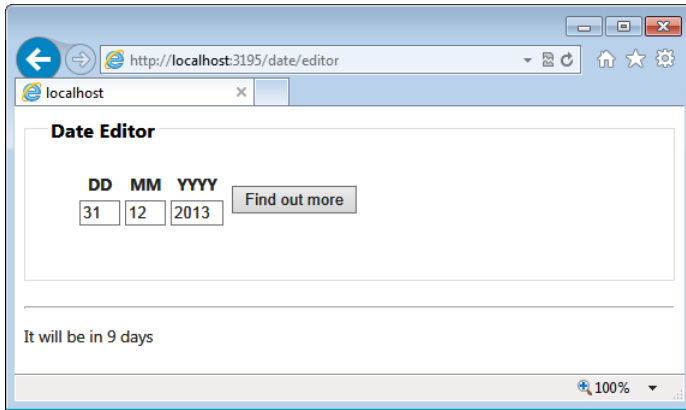 http://localhost:3195/date/editor
localhost
Date Editor
DD MM YYYY
31 12 2013 Find out more
It will be in 9 days
100%